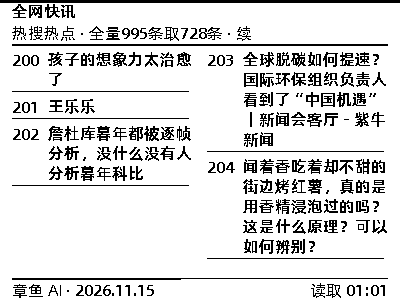 全网快讯
热搜热点 · 全量995条取728条 · 续
200 孩子的想象力太治愈
了
201 王乐乐
202 詹杜库暮年都被逐帧
分析，没什么没有人
分析暮年科比
203 全球脱碳如何提速？
国际环保组织负责人
看到了“中国机遇”
丨新闻会客厅 - 紫牛
新闻
204 闻着香吃着却不甜的
街边烤红薯，真的是
用香精浸泡过的吗？
这是什么原理？可以
如何辨别？
章鱼 AI · 2026.11.15
读取 01:01